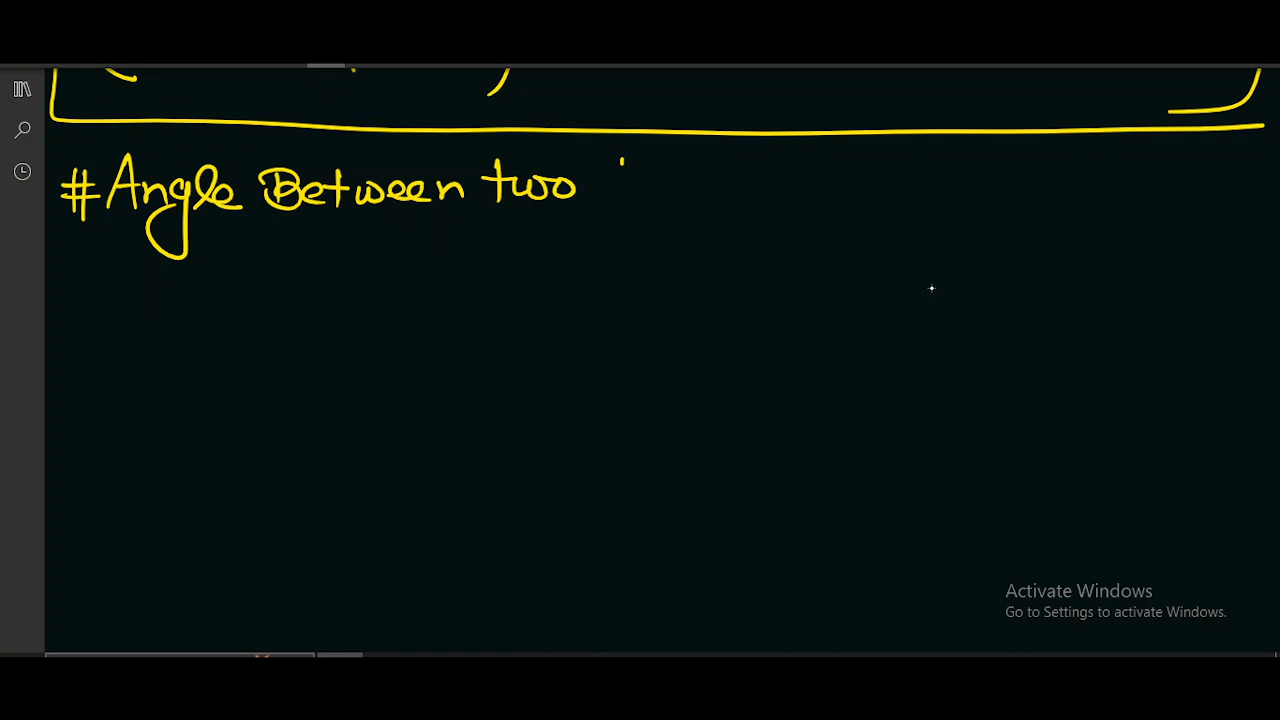 #Angle Between two
Activate Windows
Go to Settings to activate Windows.